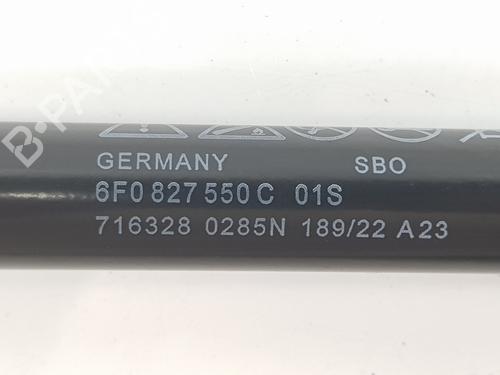 GERMANY SBO
6F0 827 550 C 01S
716328 0285N 189/22 A23